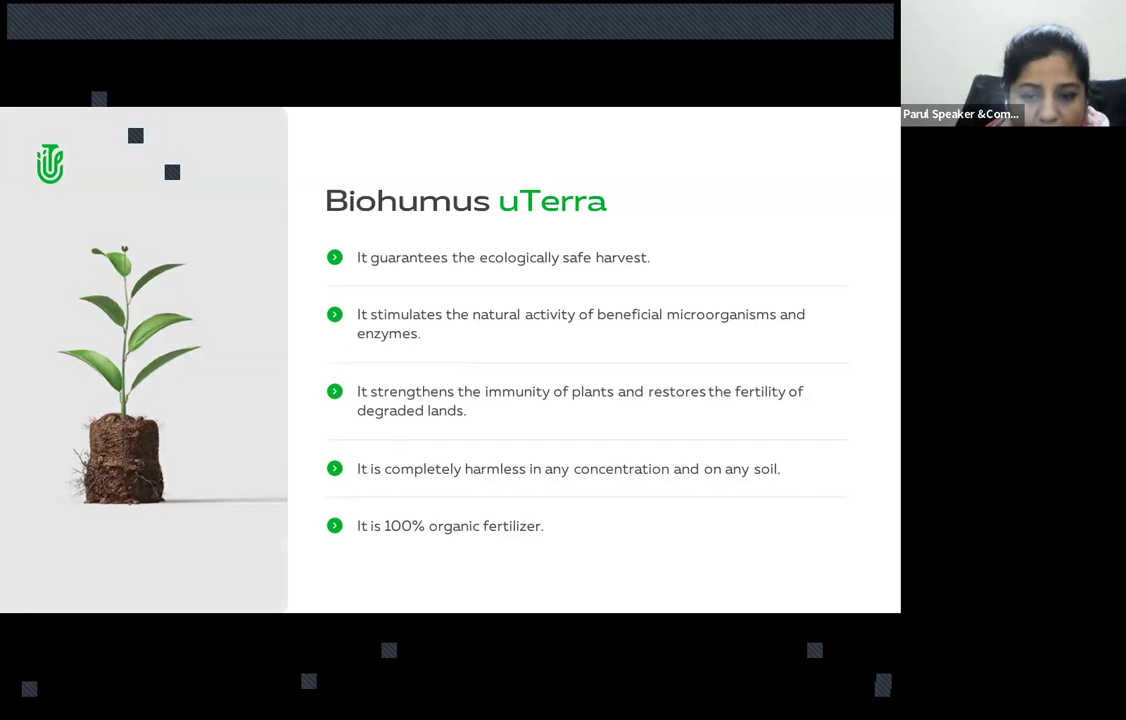 Parul Speaker &Com...
Biohumus uTerra
It guarantees the ecologically safe harvest.
It stimulates the natural activity of beneficial microorganisms and
enzymes.
It strengthens the immunity of plants and restores the fertility of
degraded lands.
It is completely harmless in any concentration and on any soil.
It is 100% organic fertilizer.